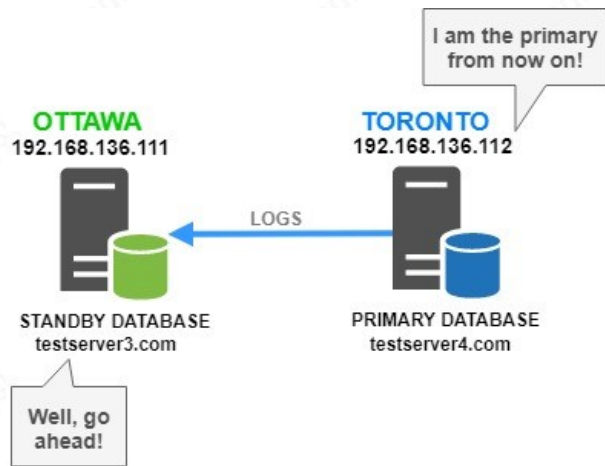 I am the primary
from now on!
OTTAWA
192.168.136.111
TORONTO
192.168.136.112
LOGS
STANDBY DATABASE
testserver3.com
PRIMARY DATABASE
testserver4.com
Well, go
ahead!